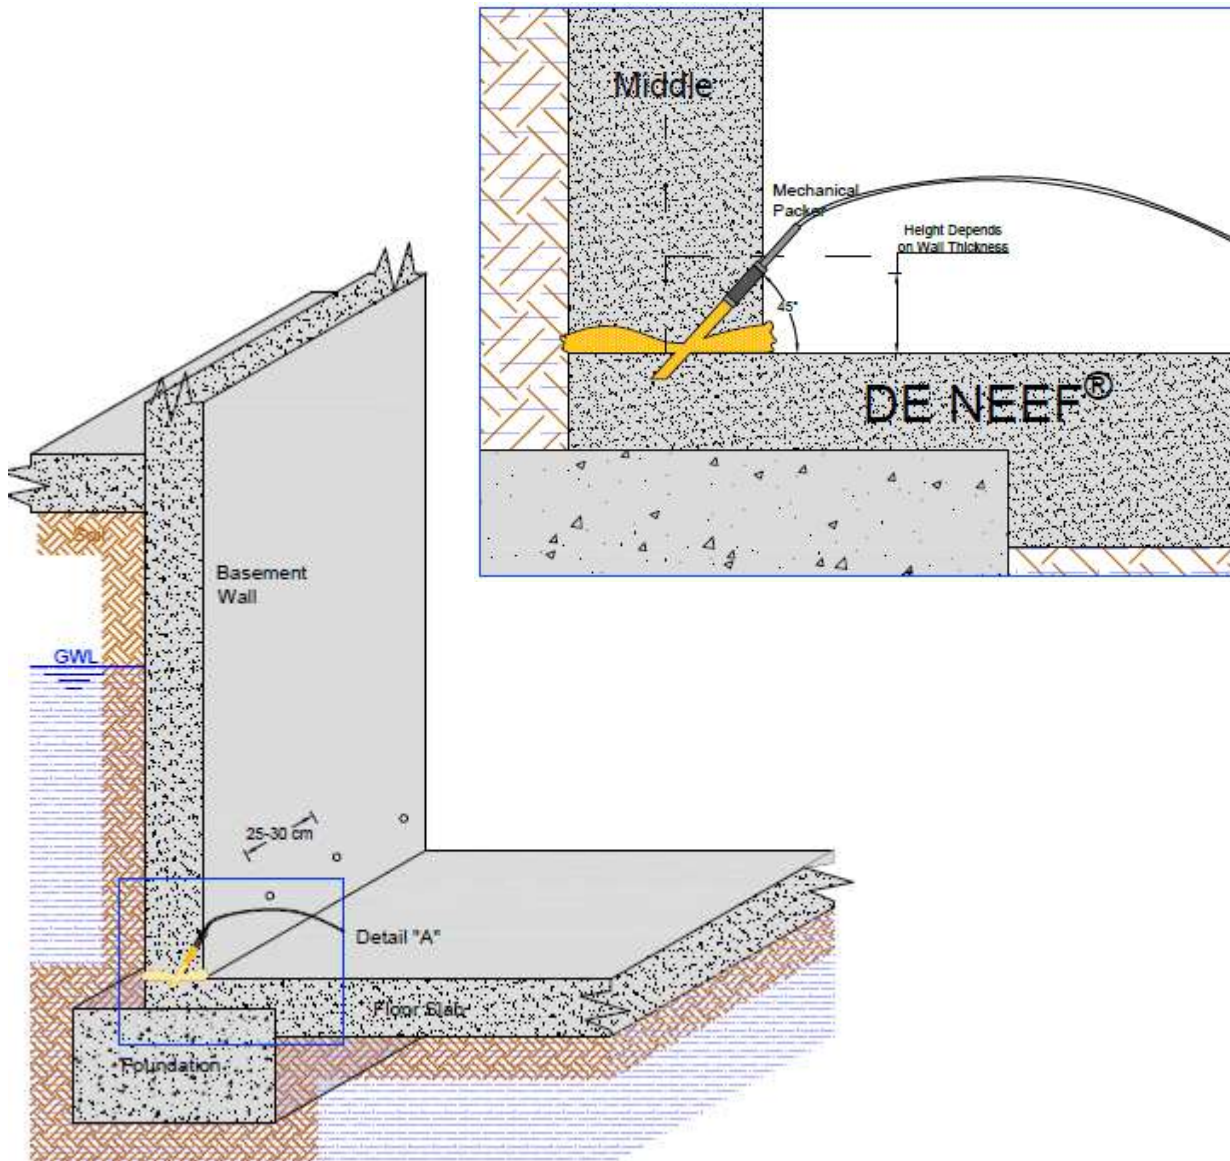 Middle
Mechanical
Packer
Height Depends
on Wall Thickness
45°
DE NEEF®
Soil
Basement
Wall
GWL
25-30 cm
Detail "A"
Floor Slab
Foundation